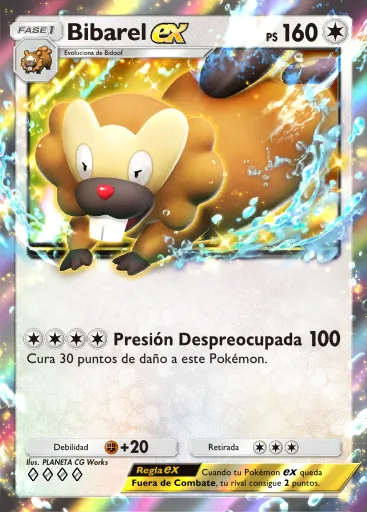 FASE 1 Bibarel ex PS 160
Evoluciona de Bidoof
Presión Despreocupada 100
Cura 30 puntos de daño a este Pokémon.
Debilidad +20 Retirada
Ilus. PLANETA CG Works
Regla ex Cuando tu Pokémon ex queda
Fuera de Combate, tu rival consigue 2 puntos.